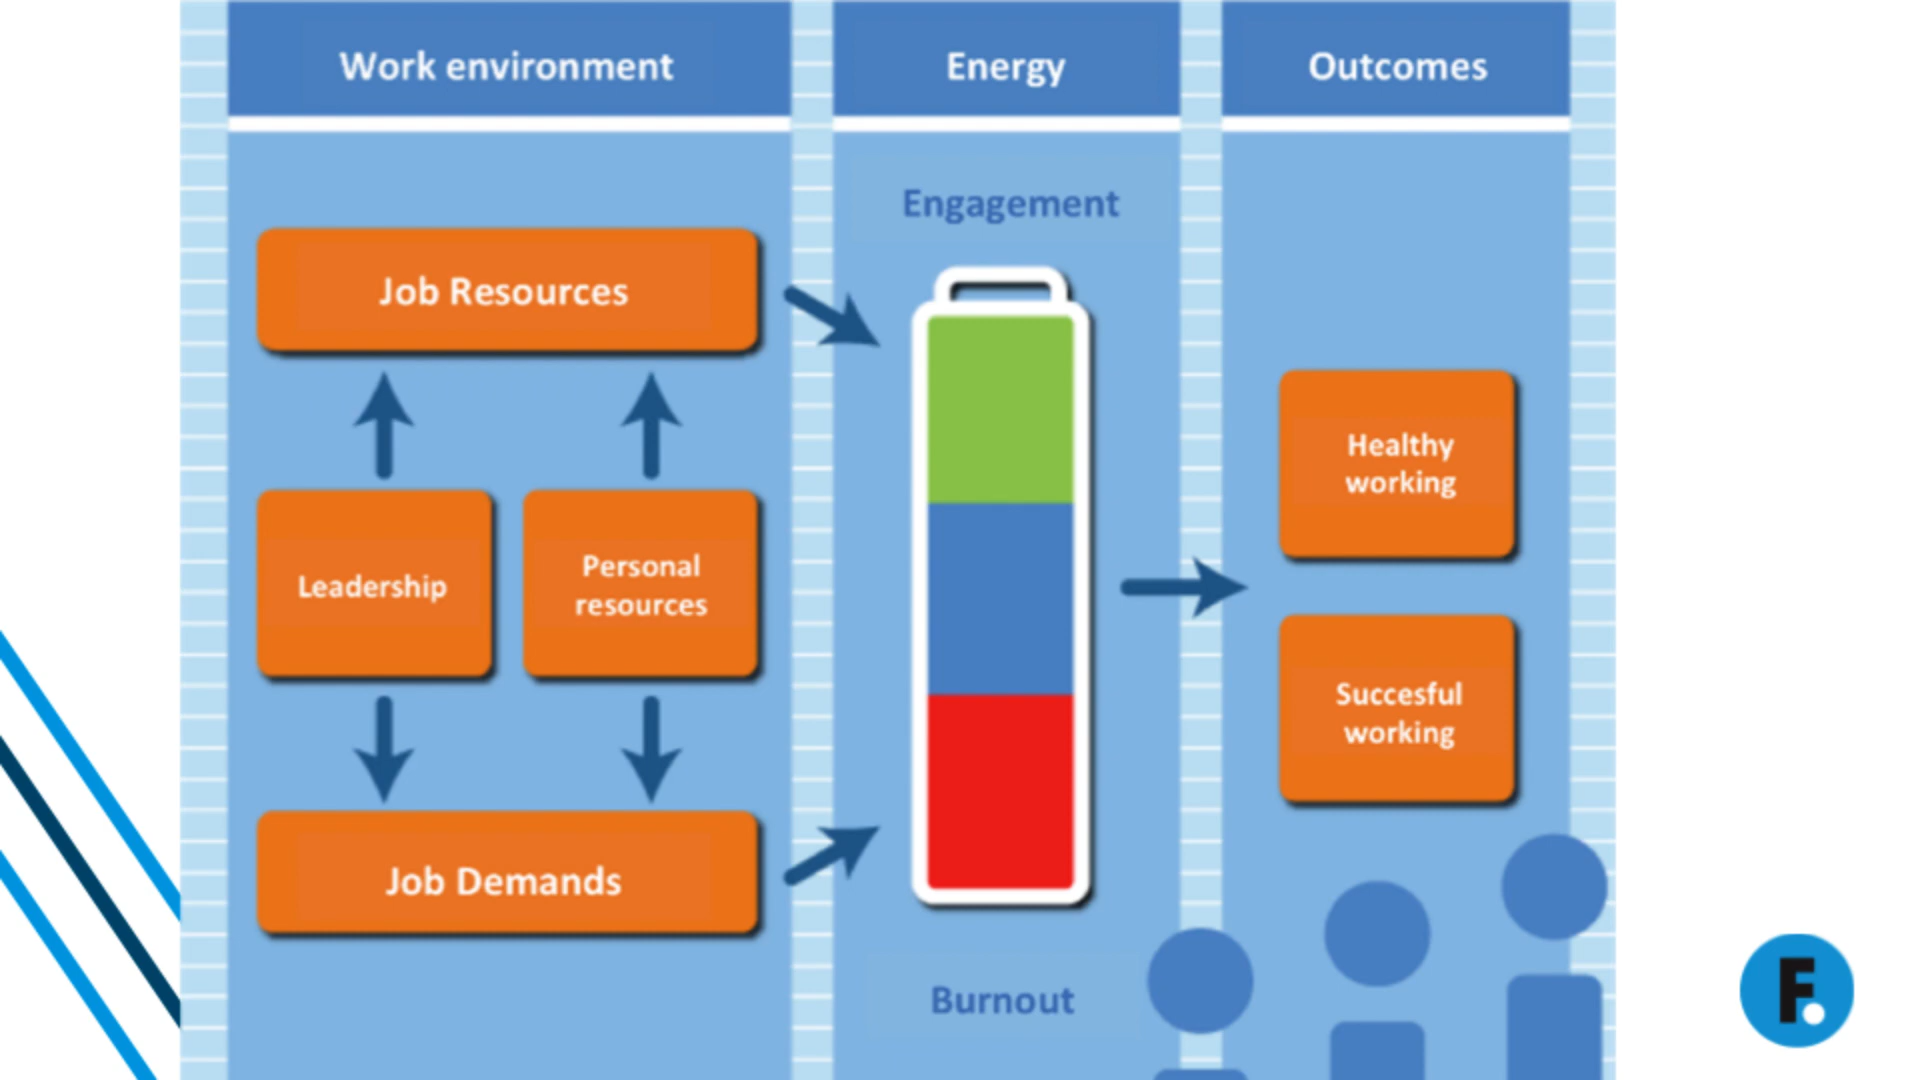 Work environment
Energy
Outcomes
Engagement
Job Resources
Healthy
working
Leadership
Personal
resources
Succesful
working
Job Demands
Burnout
F.